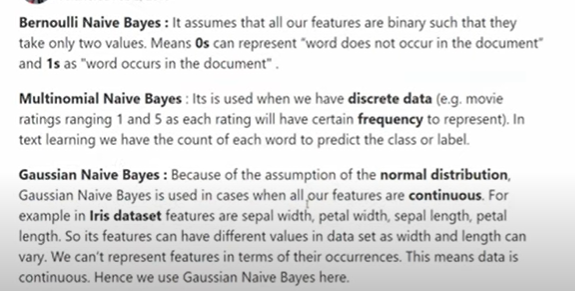 Bernoulli Naive Bayes : It assumes that all our features are binary such that they
take only two values. Means 0s can represent "word does not occur in the document"
and 1s as "word occurs in the document" .
Multinomial Naive Bayes : Its is used when we have discrete data (e.g. movie
ratings ranging 1 and 5 as each rating will have certain frequency to represent). In
text learning we have the count of each word to predict the class or label.
Gaussian Naive Bayes : Because of the assumption of the normal distribution,
Gaussian Naive Bayes is used in cases when all our features are continuous. For
example in Iris dataset features are sepal width, petal width, sepal length, petal
length. So its features can have different values in data set as width and length can
vary. We can't represent features in terms of their occurrences. This means data is
continuous. Hence we use Gaussian Naive Bayes here.